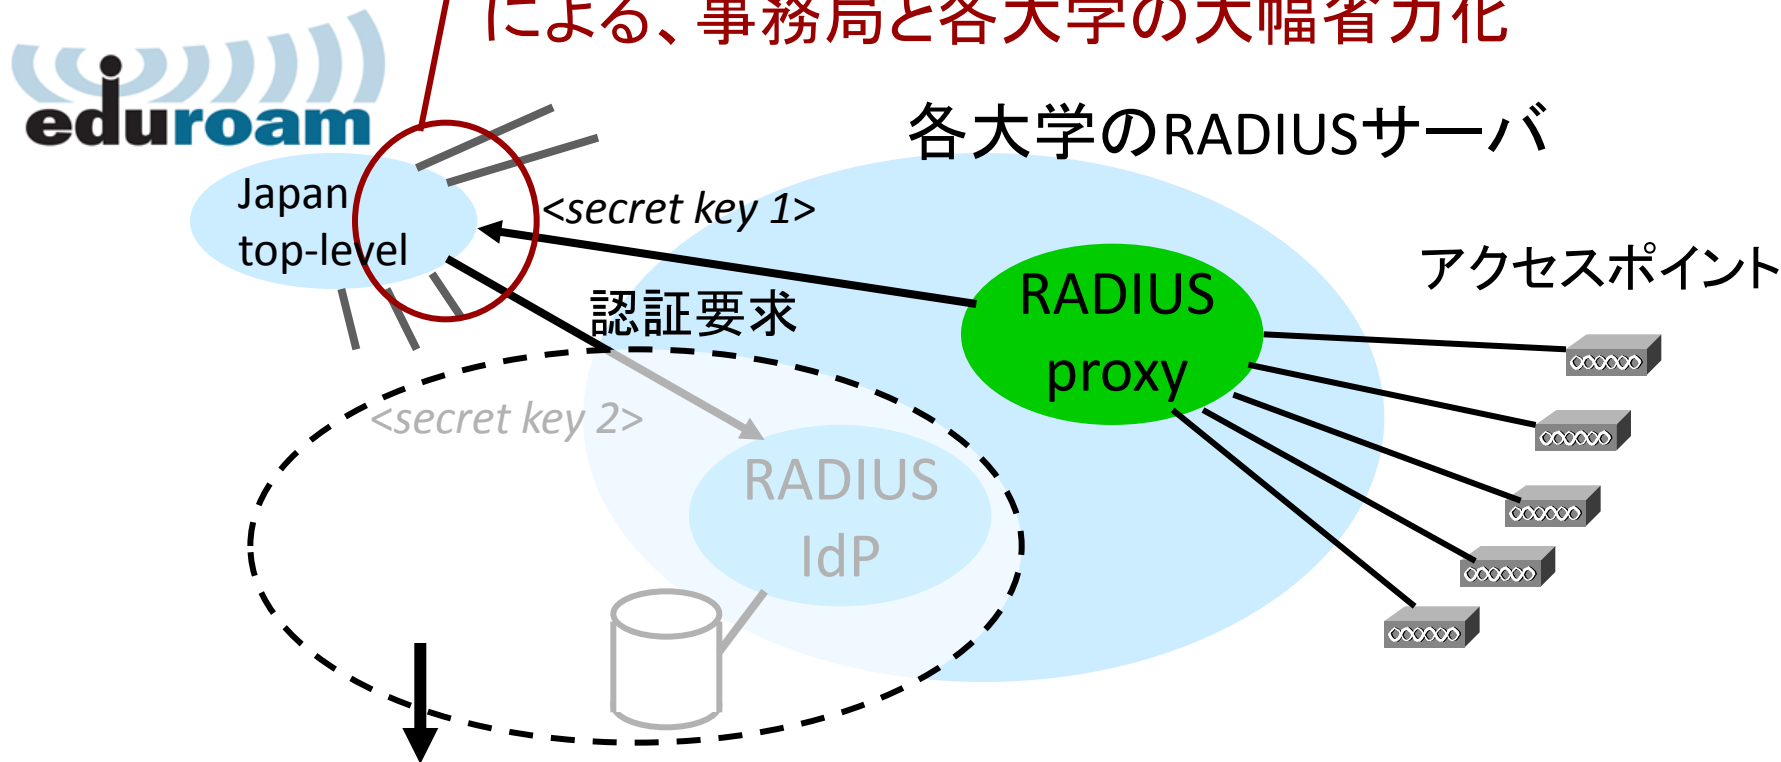 による、事務局と各大学の大幅省力化
eduroam
各大学のRADIUSサーバ
Japan
top-level
<secret key 1>
アクセスポイント
認証要求
RADIUS
proxy
<secret key 2>
RADIUS
IdP